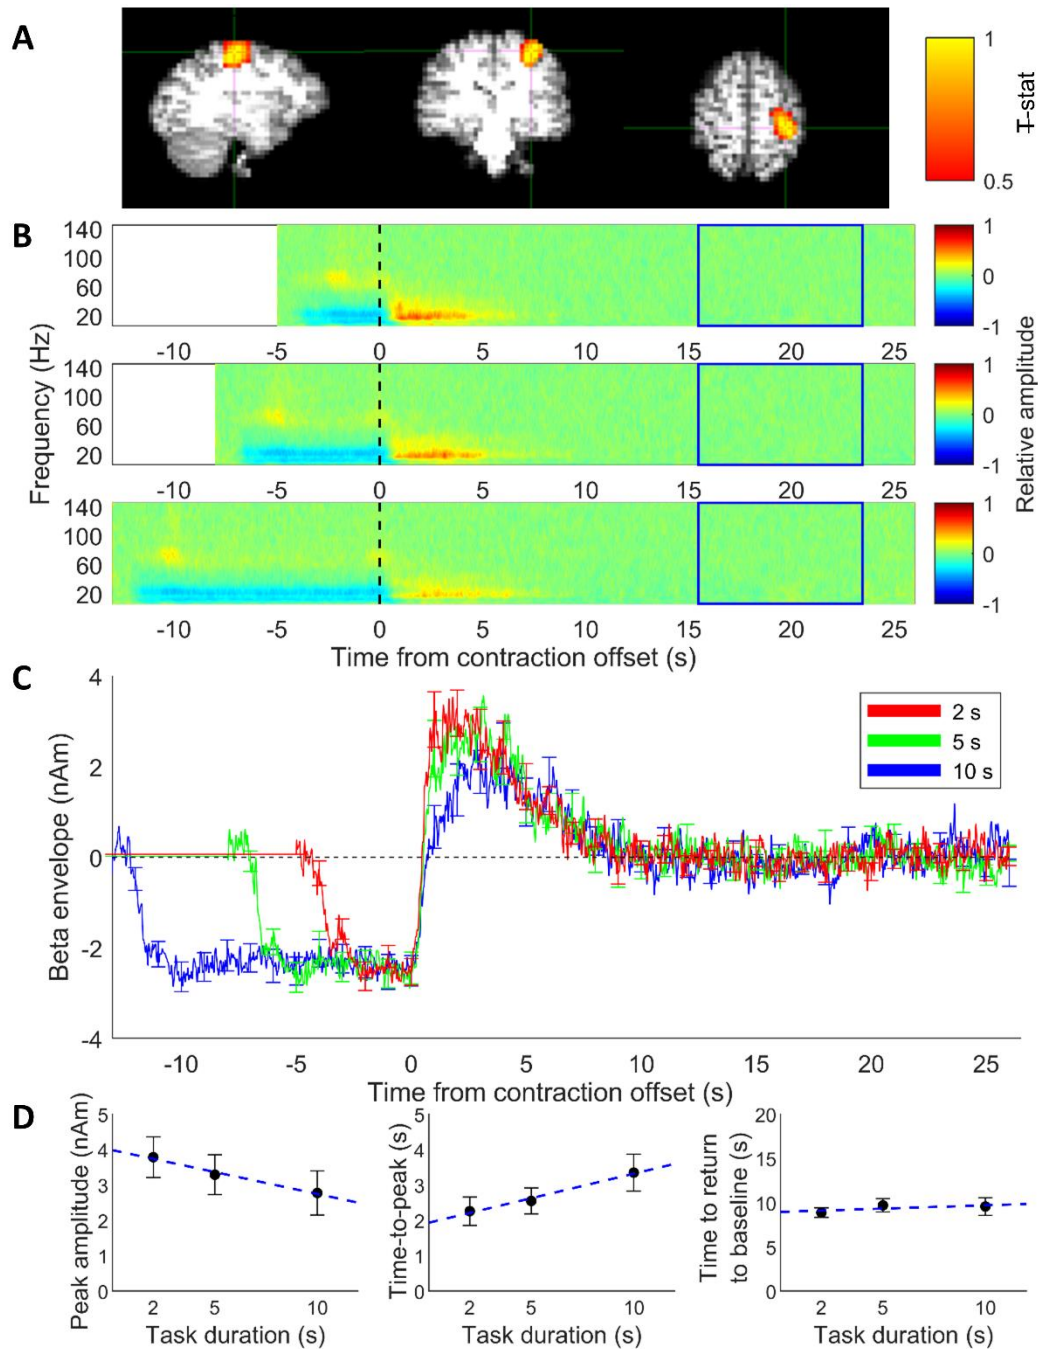 A
1
T-stat
0.5
B
140
100
60
20
-10 -5 0 5 10 15 20 25
1
0
-1
140
100
60
20
-10 -5 0 5 10 15 20 25
1
0
-1
140
100
60
20
-10 -5 0 5 10 15 20 25
1
0
-1
Frequency (Hz)
Relative amplitude
Time from contraction offset (s)
C
4
2
0
-2
-4
Beta envelope (nAm)
2 s
5 s
10 s
-10 -5 0 5 10 15 20 25
Time from contraction offset (s)
D
Peak amplitude (nAm)
5
4
3
2
1
0
2 5 10
Task duration (s)
Time-to-peak (s)
5
4
3
2
1
0
2 5 10
Task duration (s)
Time to return
to baseline (s)
20
15
10
5
0
2 5 10
Task duration (s)